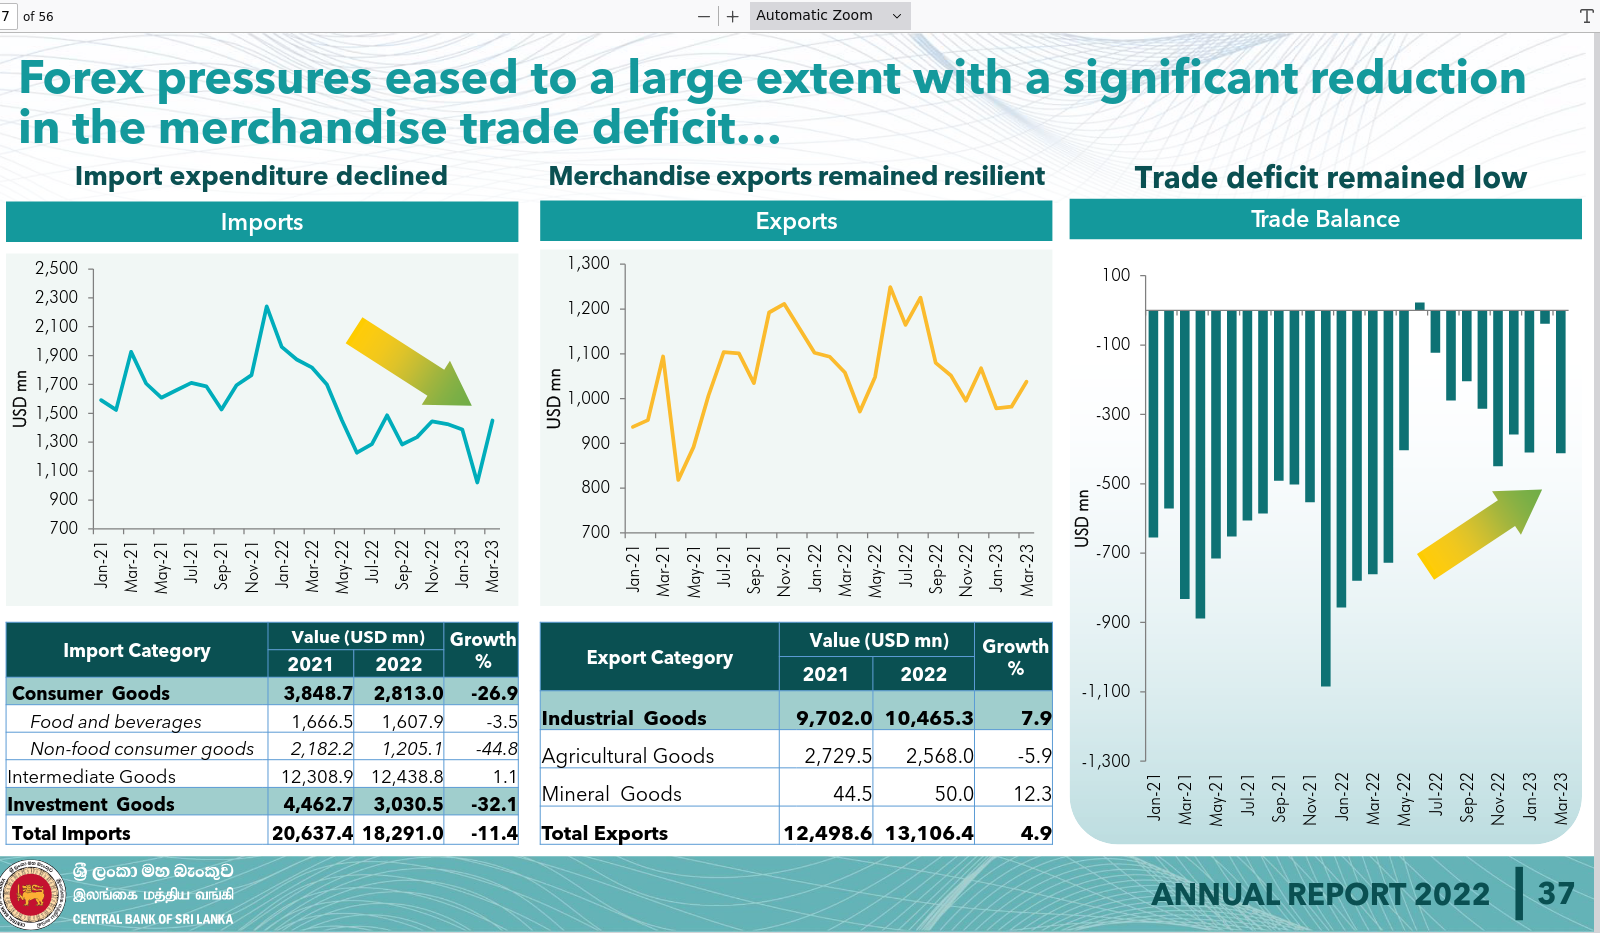 7 of 56
Automatic Zoom
Forex pressures eased to a large extent with a significant reduction
in the merchandise trade deficit...
Import expenditure declined
Imports
USD mn
2,500
2,300
2,100
1,900
1,700
1,500
1,300
1,100
900
700
Jan-21
Mar-21
May-21
Jul-21
Sep-21
Nov-21
Jan-22
Mar-22
May-22
Jul-22
Sep-22
Nov-22
Jan-23
Mar-23
Merchandise exports remained resilient
Exports
USD mn
1,300
1,200
1,100
1,000
900
800
700
Jan-21
Mar-21
May-21
Jul-21
Sep-21
Nov-21
Jan-22
Mar-22
May-22
Jul-22
Sep-22
Nov-22
Jan-23
Mar-23
Trade deficit remained low
Trade Balance
USD mn
100
-100
-300
-500
-700
-900
-1,100
-1,300
Jan-21
Mar-21
May-21
Jul-21
Sep-21
Nov-21
Jan-22
Mar-22
May-22
Jul-22
Sep-22
Nov-22
Jan-23
Mar-23
Import Category Value (USD mn) Growth %
2021 2022
Consumer Goods 3,848.7 2,813.0 -26.9
Food and beverages 1,666.5 1,607.9 -3.5
Non-food consumer goods 2,182.2 1,205.1 -44.8
Intermediate Goods 12,308.9 12,438.8 1.1
Investment Goods 4,462.7 3,030.5 -32.1
Total Imports 20,637.4 18,291.0 -11.4
Export Category Value (USD mn) Growth %
2021 2022
Industrial Goods 9,702.0 10,465.3 7.9
Agricultural Goods 2,729.5 2,568.0 -5.9
Mineral Goods 44.5 50.0 12.3
Total Exports 12,498.6 13,106.4 4.9
ශ්‍රී ලංකා මහ බැංකුව
இலங்கை மத்திய வங்கி
CENTRAL BANK OF SRI LANKA
ANNUAL REPORT 2022 37